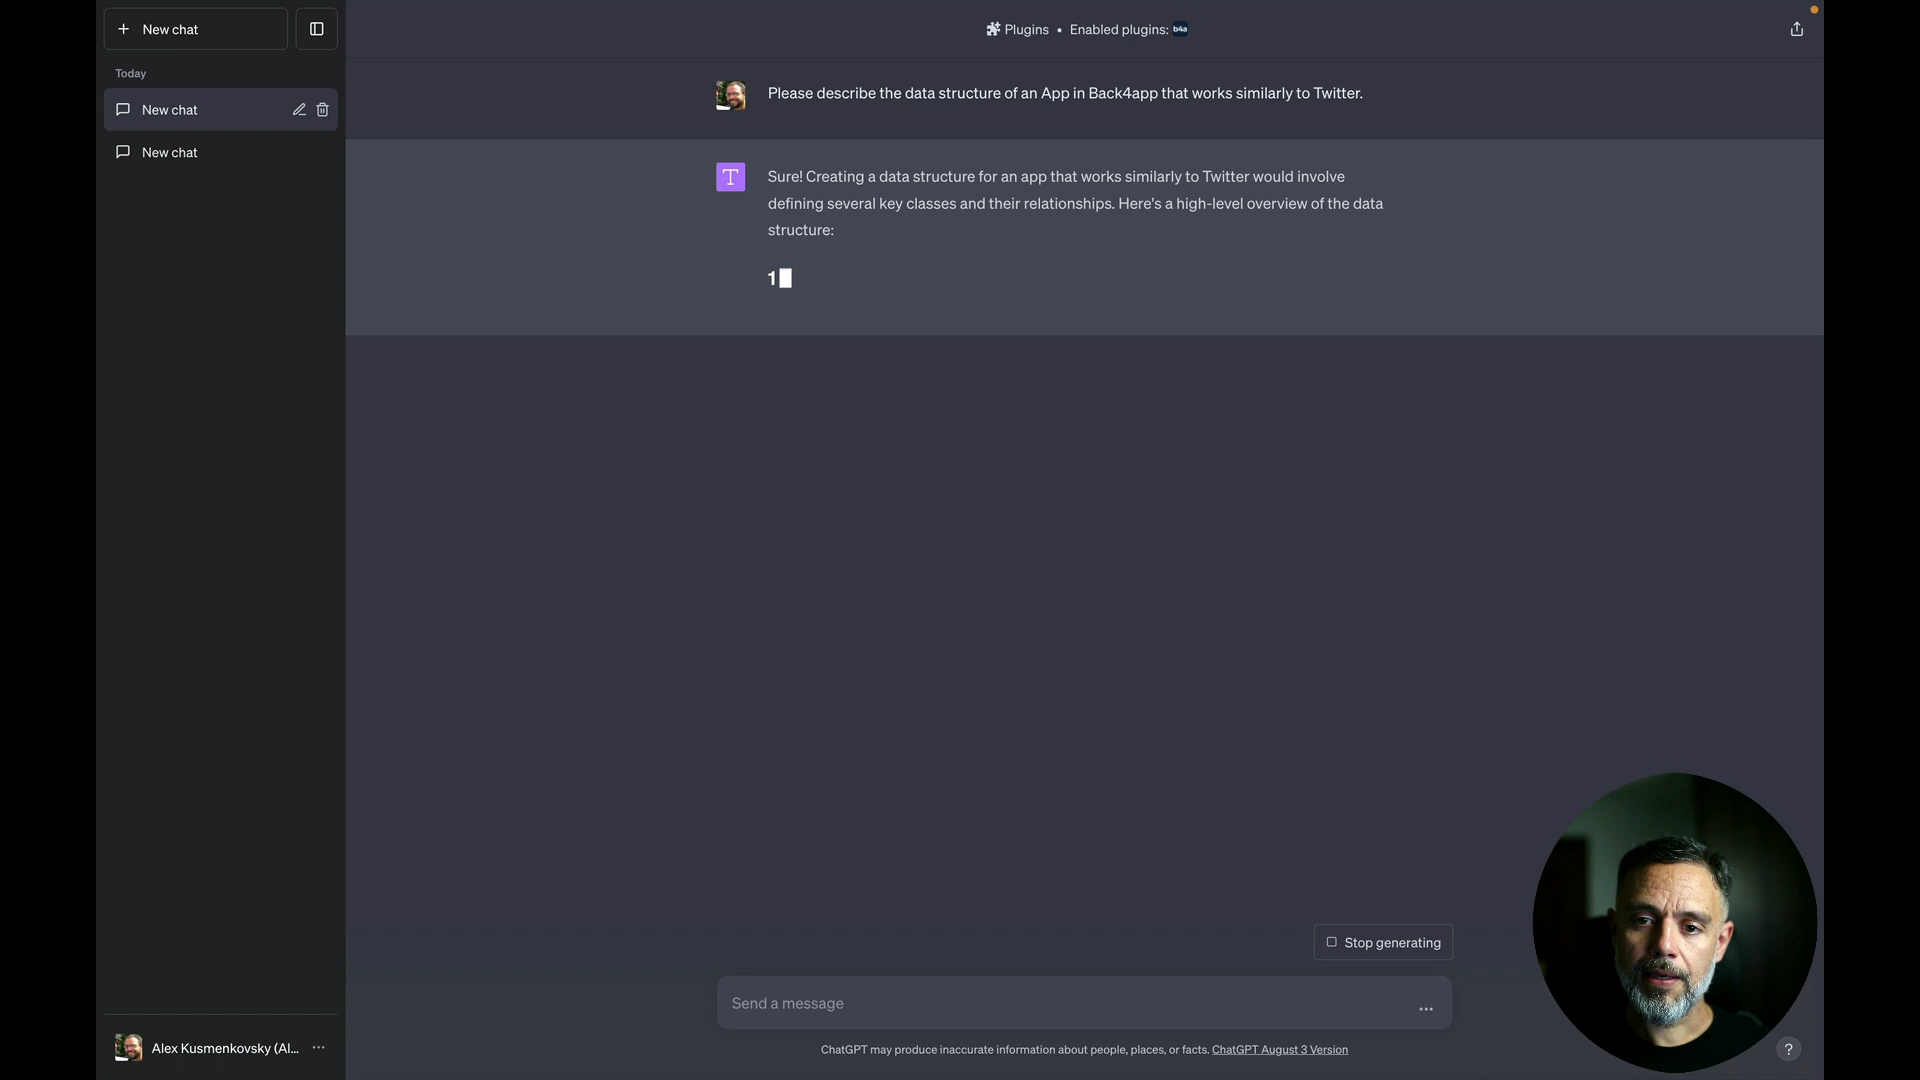 New chat
Today
New chat
New chat
Alex Kusmenkovsky (Al...
Plugins • Enabled plugins: b4a
Please describe the data structure of an App in Back4app that works similarly to Twitter.
T
Sure! Creating a data structure for an app that works similarly to Twitter would involve
defining several key classes and their relationships. Here's a high-level overview of the data
structure:
1
Stop generating
Send a message
ChatGPT may produce inaccurate information about people, places, or facts. ChatGPT August 3 Version
?